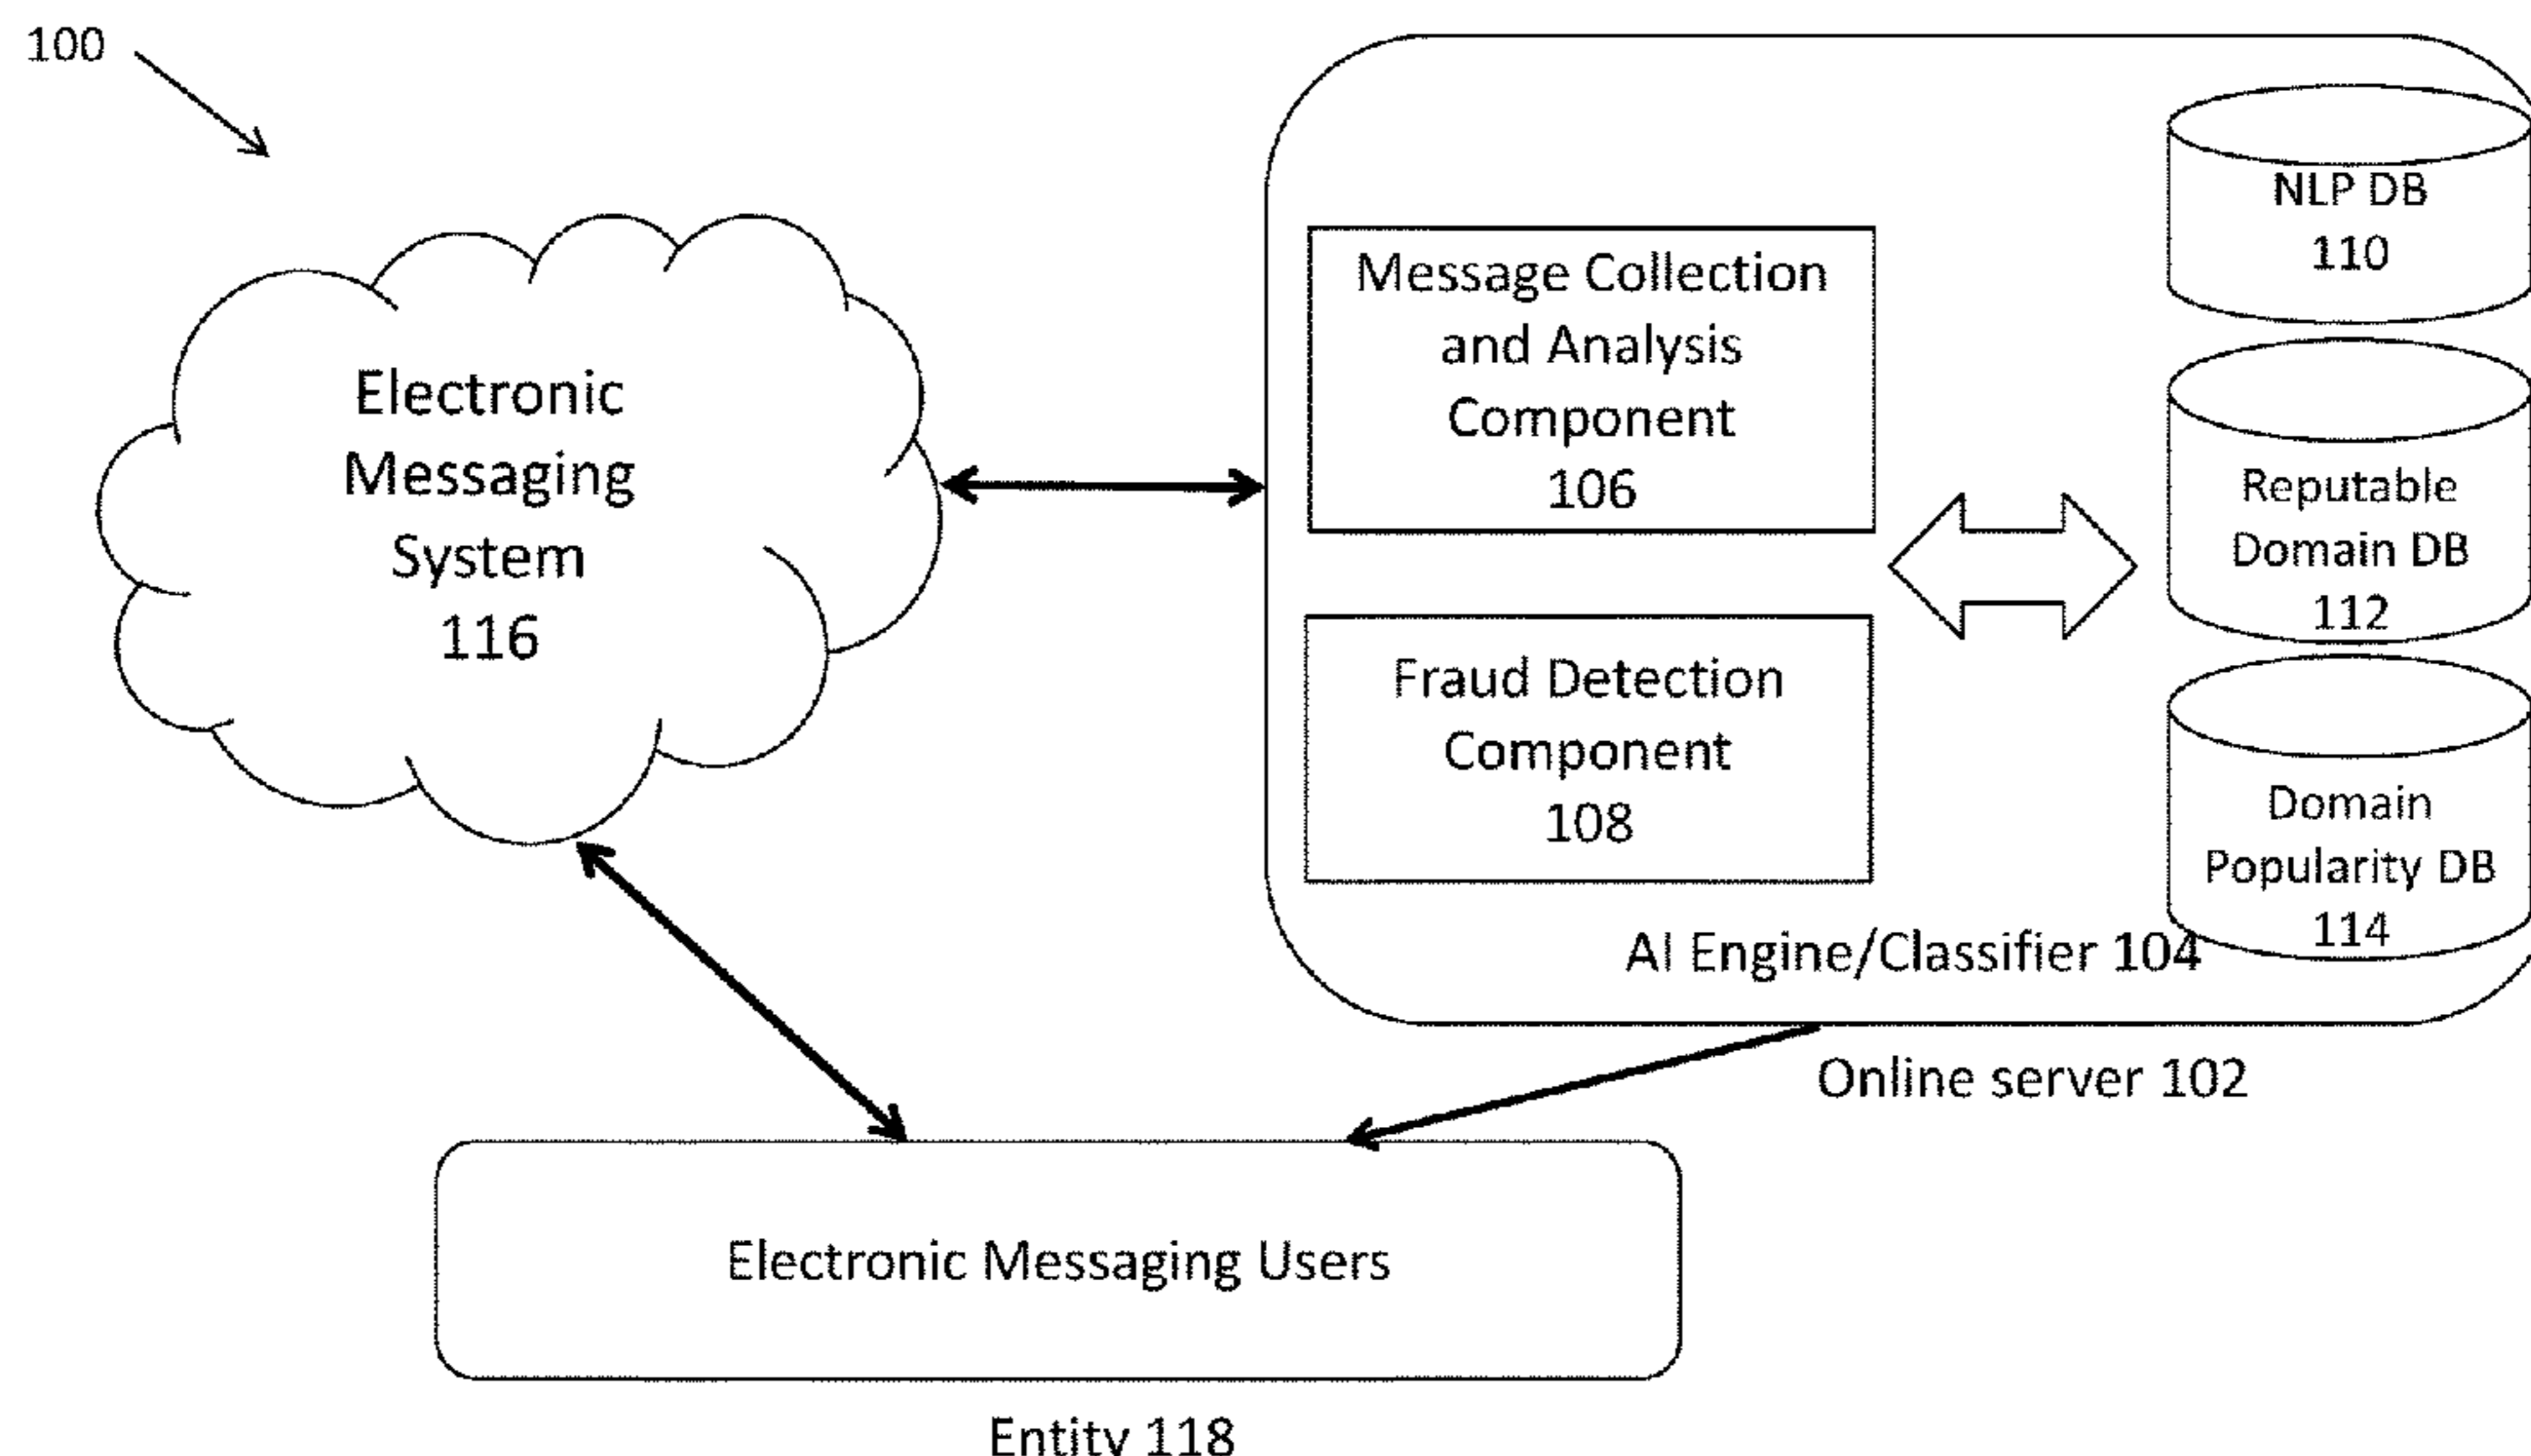 100
Electronic
Messaging
System
116
Message Collection
and Analysis
Component
106
Fraud Detection
Component
108
NLP DB
110
Reputable
Domain DB
112
Domain
Popularity DB
114
AI Engine/Classifier 104
Online server 102
Electronic Messaging Users
Entity 118